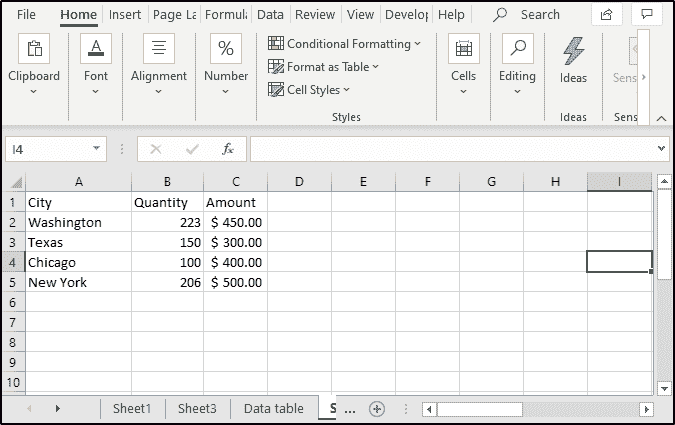 File Home Insert Page La Formula Data Review View Develop Help Search
Conditional Formatting
Format as Table
Cell Styles
Clipboard Font Alignment Number Cells Editing Ideas Sens
Styles Ideas Sens
I4 fx
A B C D E F G H I
1 City Quantity Amount
2 Washington 223 $ 450.00
3 Texas 150 $ 300.00
4 Chicago 100 $ 400.00
5 New York 206 $ 500.00
6
7
8
9
10
Sheet1 Sheet3 Data table S ...